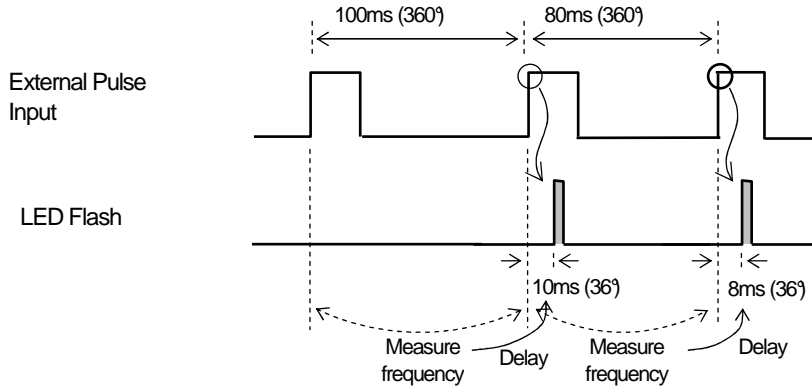 100ms (360°)
80ms (360°)
External Pulse
Input
LED Flash
10ms (36°)
8ms (36°)
Measure
frequency
Delay
Measure
frequency
Delay